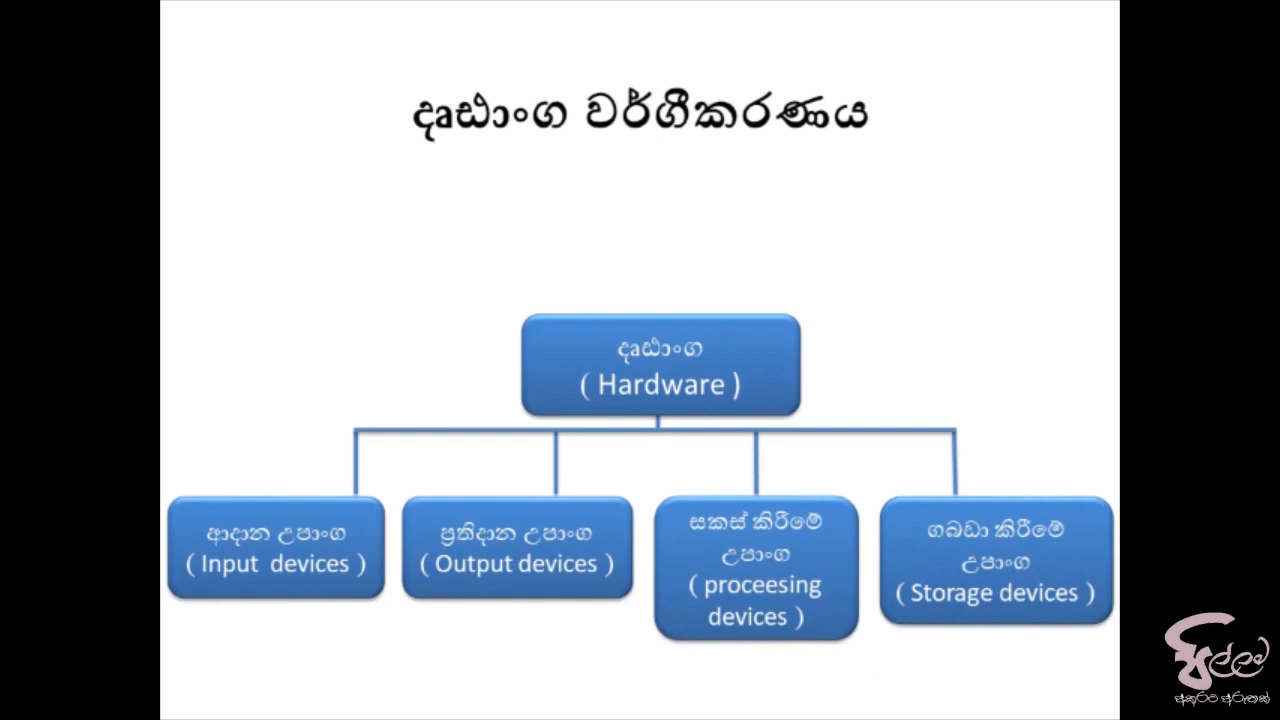 දෘඪාංග වර්ගීකරණය
දෘඪාංග
( Hardware )
ආදාන උපාංග
( Input devices )
ප්‍රතිදාන උපාංග
( Output devices )
සකස් කිරීමේ
උපාංග
( proceesing
devices )
ගබඩා කිරීමේ
උපාංග
( Storage devices )